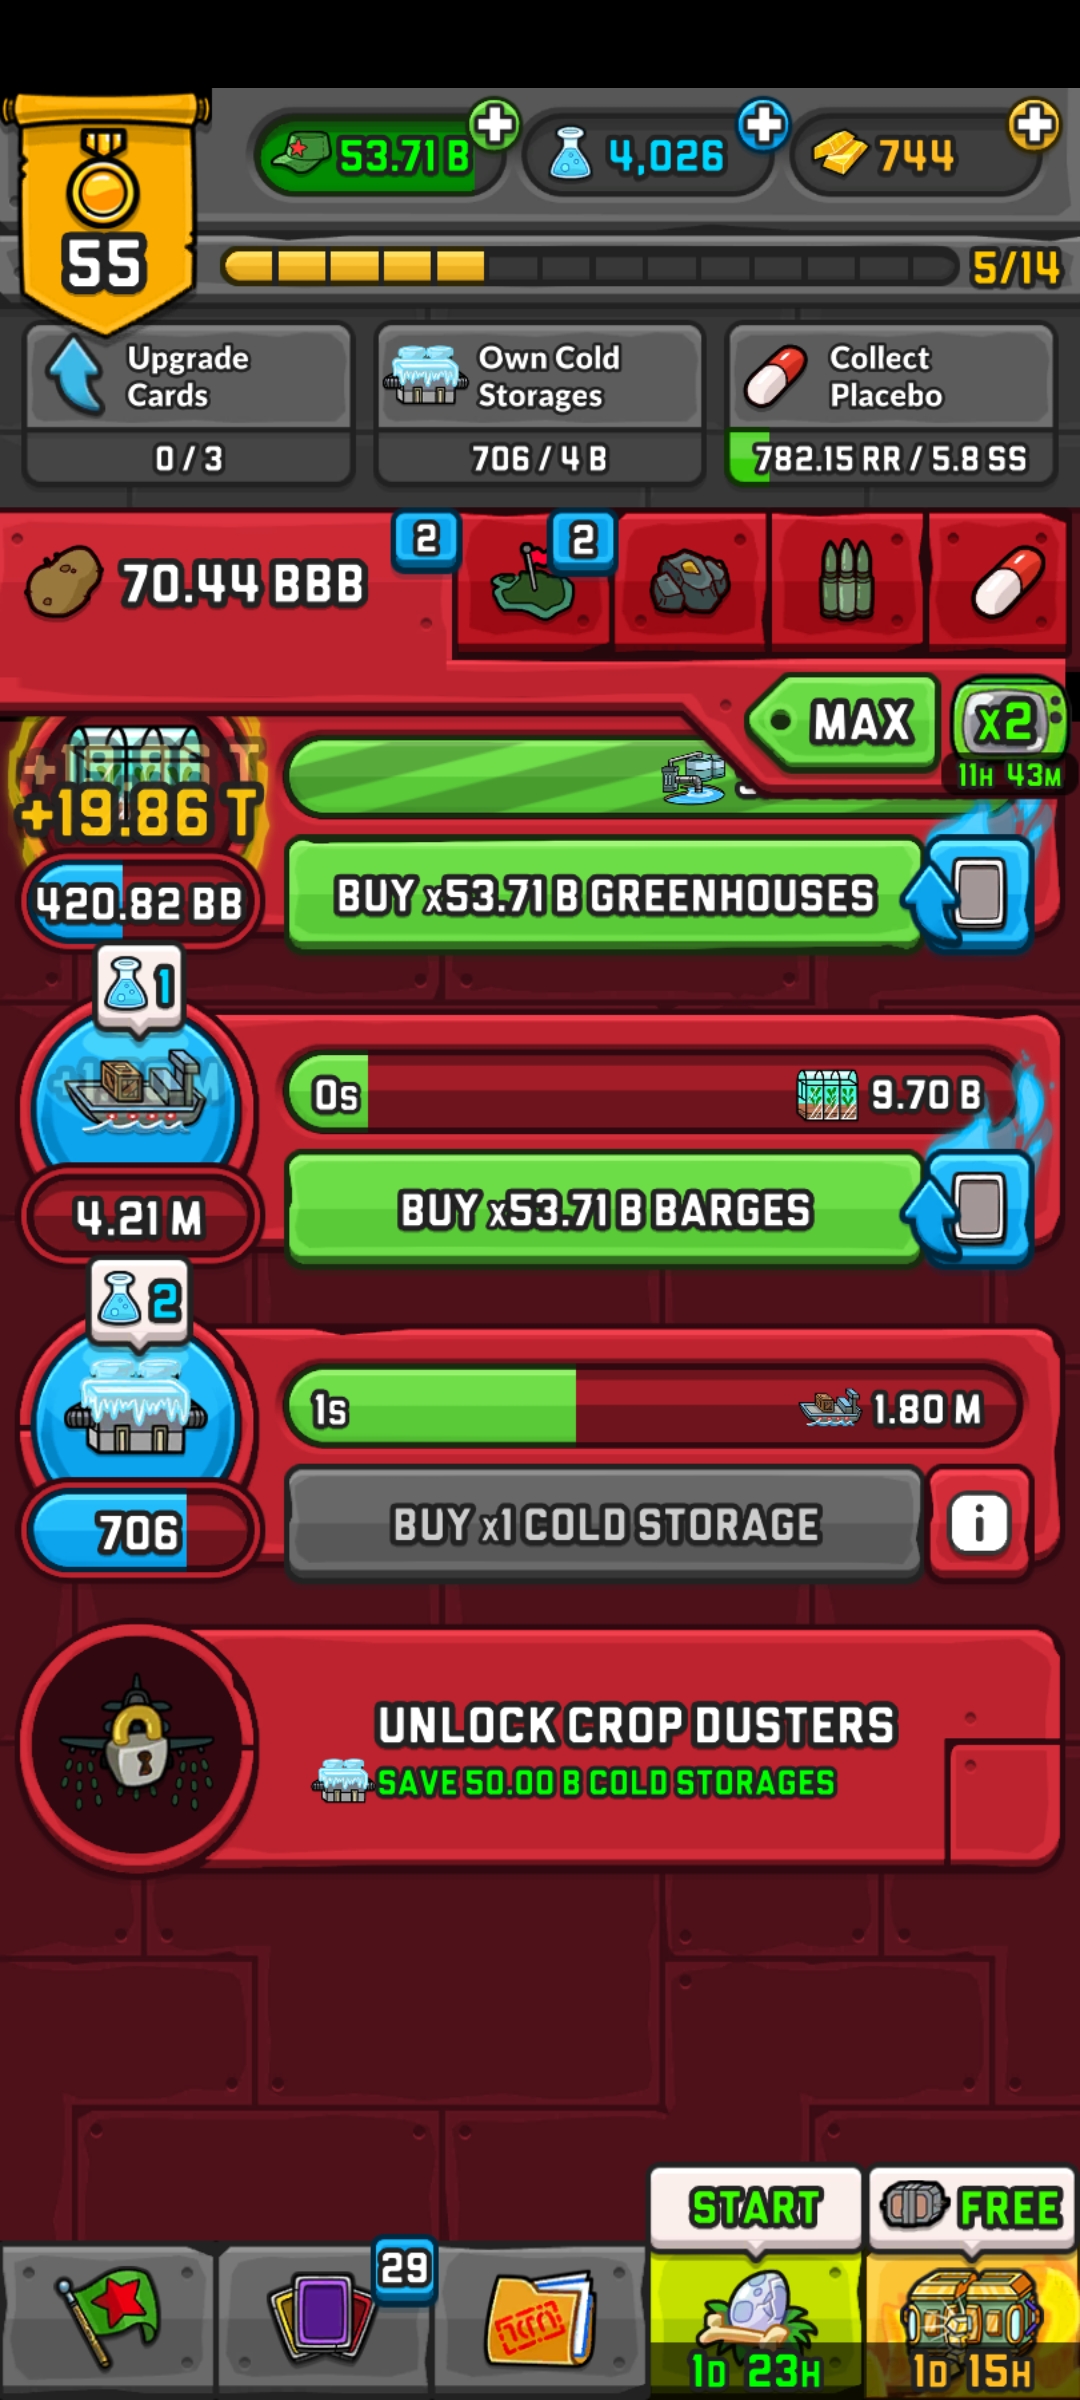 53.71 B
4,026
744
55
5/14
Upgrade
Cards
0 / 3
Own Cold
Storages
706 / 4 B
Collect
Placebo
782.15 RR / 5.8 SS
70.44 BBB
2
2
MAX
x2
11H 43M
+19.86 T
420.82 BB
BUY x53.71 B GREENHOUSES
1
0s
9.70 B
4.21 M
BUY x53.71 B BARGES
2
1s
1.80 M
706
BUY x1 COLD STORAGE
i
UNLOCK CROP DUSTERS
SAVE 50.00 B COLD STORAGES
START
FREE
29
1D 23H
1D 15H